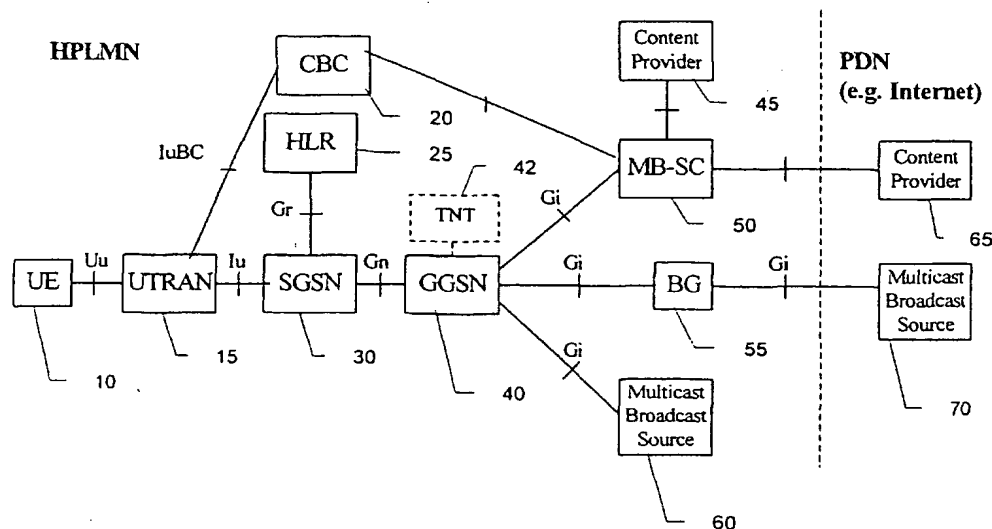 HPLMN
CBC
20
Content
Provider
45
PDN
(e.g. Internet)
IuBC
HLR
25
42
TNT
Gi
MB-SC
50
Content
Provider
65
Gr
Uu
Iu
Gn
Gi
Gi
UE
UTRAN
SGSN
GGSN
BG
Multicast
Broadcast
Source
10
15
30
40
55
70
Gi
Multicast
Broadcast
Source
60